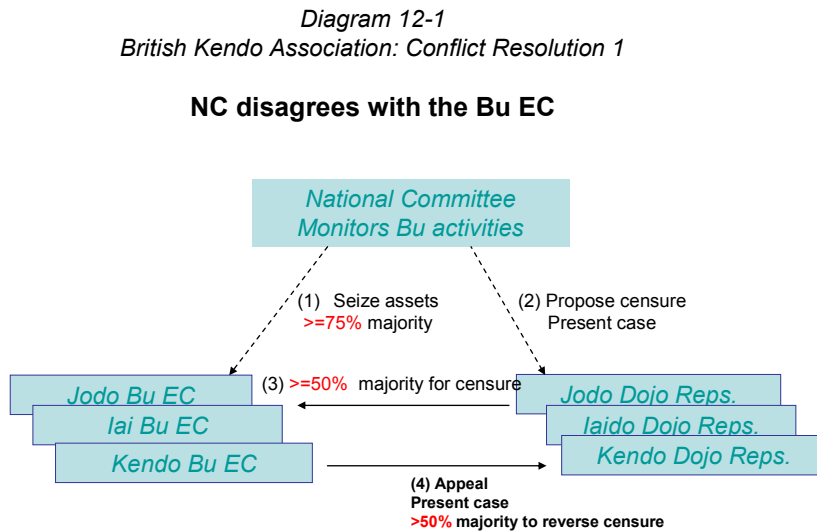 Diagram 12-1
British Kendo Association: Conflict Resolution 1
NC disagrees with the Bu EC
National Committee
Monitors Bu activities
(1) Seize assets
>=75% majority
(2) Propose censure
Present case
(3) >=50% majority for censure
Jodo Bu EC
Iai Bu EC
Kendo Bu EC
Jodo Dojo Reps.
Iaido Dojo Reps.
Kendo Dojo Reps.
(4) Appeal
Present case
>50% majority to reverse censure